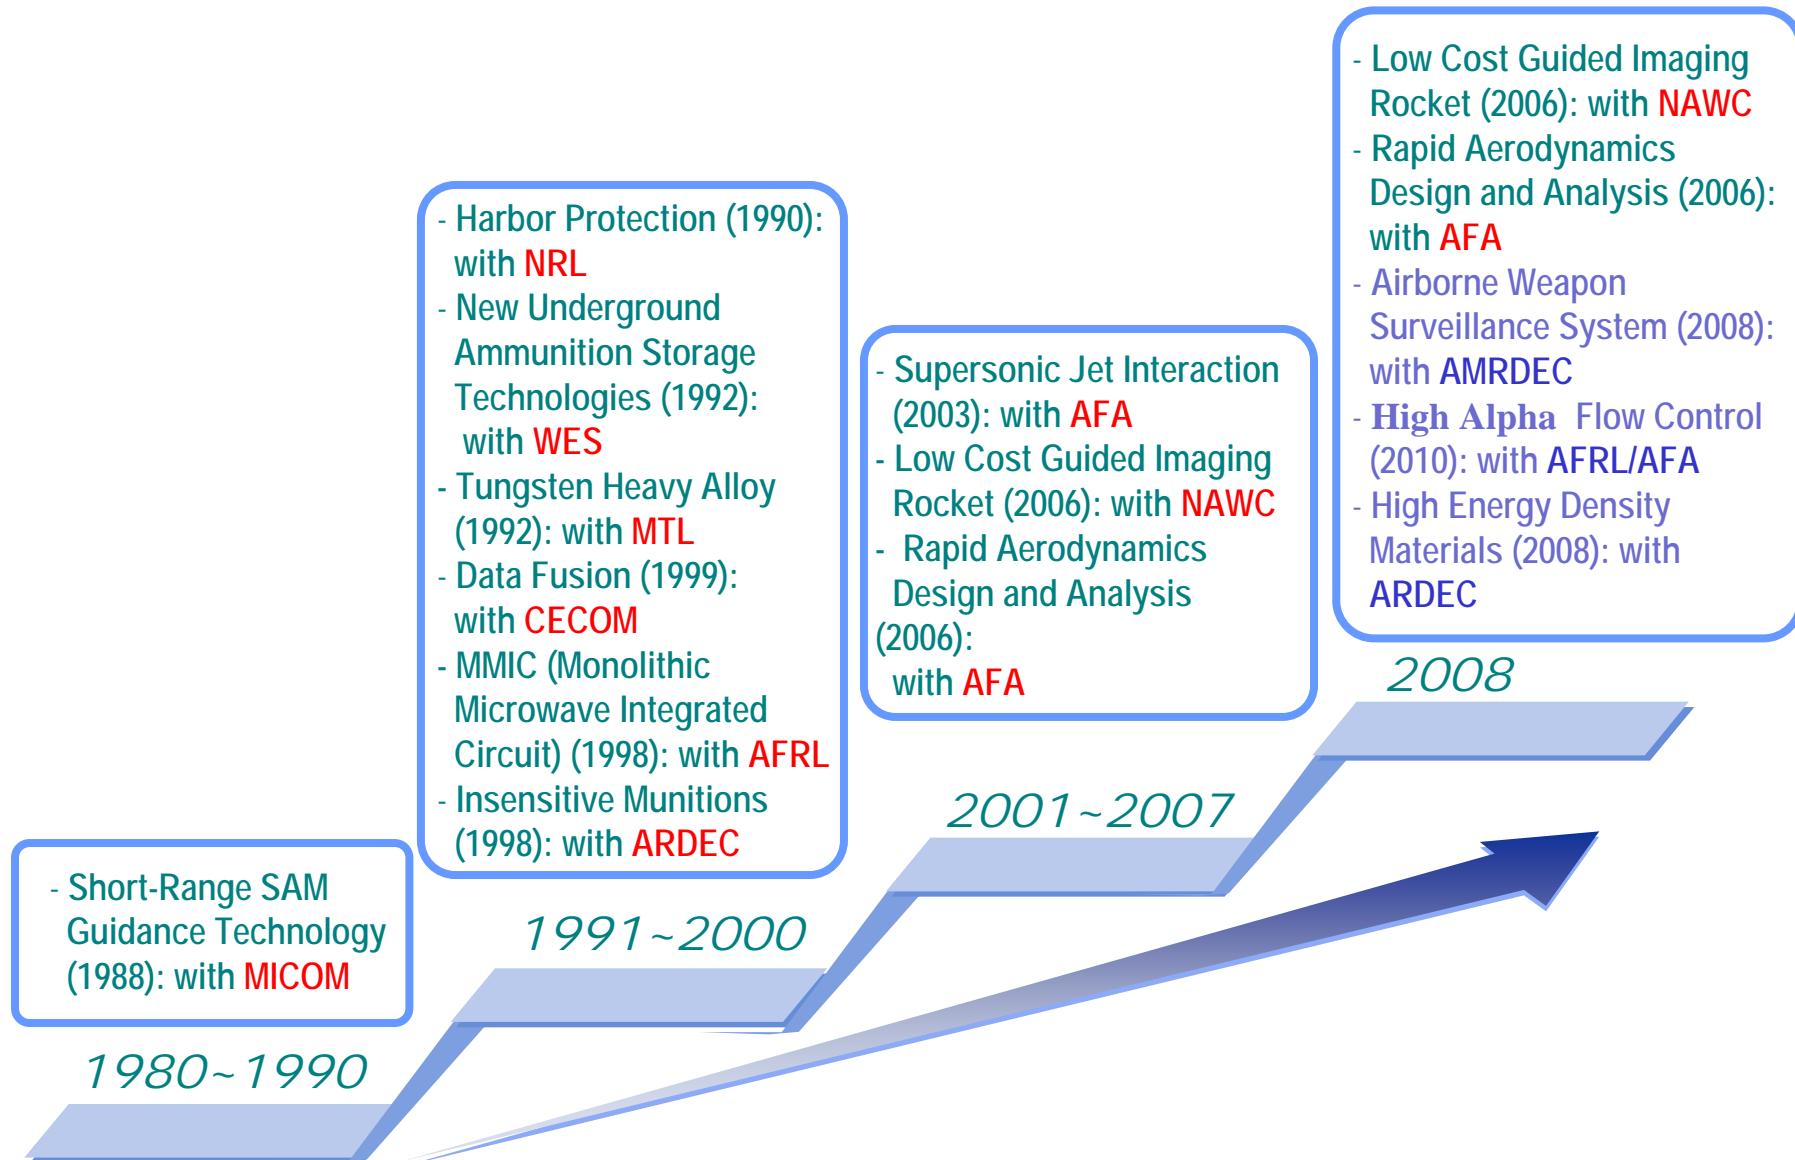 - Short-Range SAM
Guidance Technology
(1988): with MICOM
1980~1990
- Harbor Protection (1990):
with NRL
- New Underground
Ammunition Storage
Technologies (1992):
with WES
- Tungsten Heavy Alloy
(1992): with MTL
- Data Fusion (1999):
with CECOM
- MMIC (Monolithic
Microwave Integrated
Circuit) (1998): with AFRL
- Insensitive Munitions
(1998): with ARDEC
1991~2000
- Supersonic Jet Interaction
(2003): with AFA
- Low Cost Guided Imaging
Rocket (2006): with NAWC
- Rapid Aerodynamics
Design and Analysis
(2006):
with AFA
2001~2007
- Low Cost Guided Imaging
Rocket (2006): with NAWC
- Rapid Aerodynamics
Design and Analysis (2006):
with AFA
- Airborne Weapon
Surveillance System (2008):
with AMRDEC
- High Alpha Flow Control
(2010): with AFRL/AFA
- High Energy Density
Materials (2008): with
ARDEC
2008